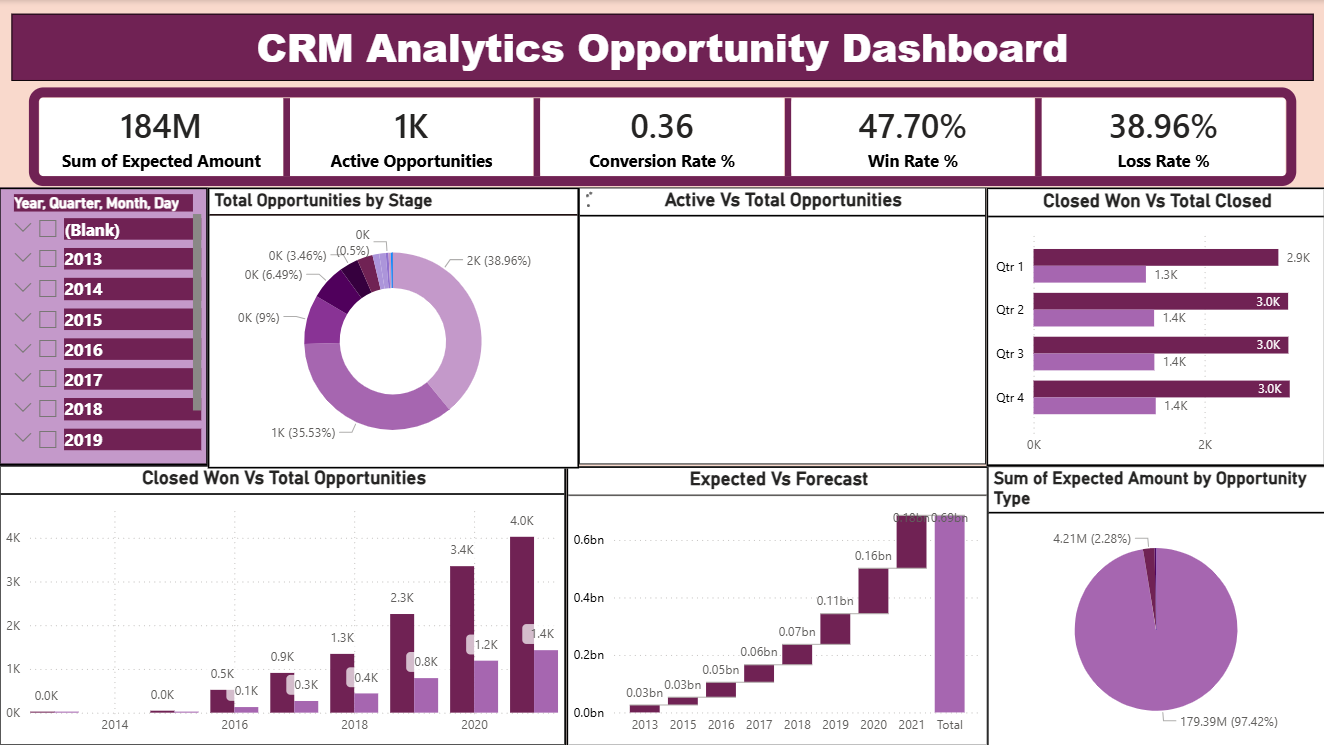 CRM Analytics Opportunity Dashboard
184M
Sum of Expected Amount
1K
Active Opportunities
0.36
Conversion Rate %
47.70%
Win Rate %
38.96%
Loss Rate %
Year, Quarter, Month, Day
(Blank)
2013
2014
2015
2016
2017
2018
2019
Total Opportunities by Stage
0K
(0.5%)
0K (3.46%)
0K (6.49%)
0K (9%)
1K (35.53%)
2K (38.96%)
Active Vs Total Opportunities
Closed Won Vs Total Closed
Qtr 1
2.9K
1.3K
Qtr 2
3.0K
1.4K
Qtr 3
3.0K
1.4K
Qtr 4
3.0K
1.4K
0K
2K
Closed Won Vs Total Opportunities
4K
3K
2K
1K
0K
0.0K
0.0K
0.5K
0.1K
0.9K
0.3K
1.3K
0.4K
2.3K
0.8K
3.4K
1.2K
4.0K
1.4K
2014
2016
2018
2020
Expected Vs Forecast
0.6bn
0.4bn
0.2bn
0.0bn
0.03bn
0.03bn
0.05bn
0.06bn
0.07bn
0.11bn
0.16bn
0.18bn
0.69bn
2013
2015
2016
2017
2018
2019
2020
2021
Total
Sum of Expected Amount by Opportunity
Type
4.21M (2.28%)
179.39M (97.42%)